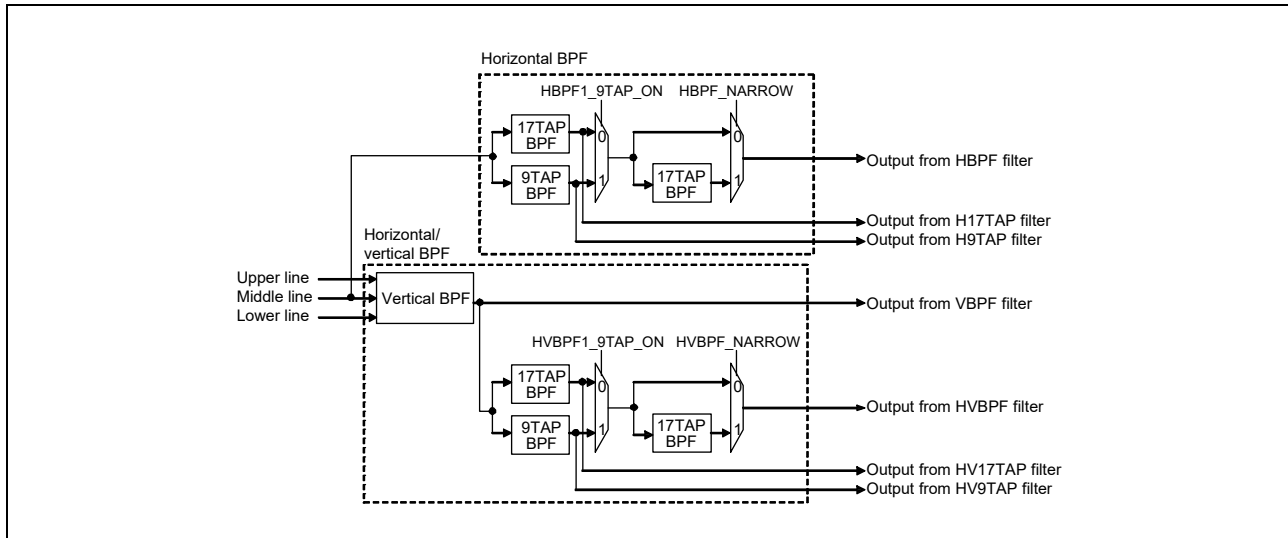 Horizontal BPF
HBPF1_9TAP_ON
HBPF_NARROW
17TAP
BPF
0
0
9TAP
BPF
1
17TAP
BPF
1
Output from HBPF filter
Output from H17TAP filter
Output from H9TAP filter
Horizontal/
vertical BPF
Upper line
Middle line
Lower line
Vertical BPF
Output from VBPF filter
HVBPF1_9TAP_ON
HVBPF_NARROW
17TAP
BPF
0
0
9TAP
BPF
1
17TAP
BPF
1
Output from HVBPF filter
Output from HV17TAP filter
Output from HV9TAP filter